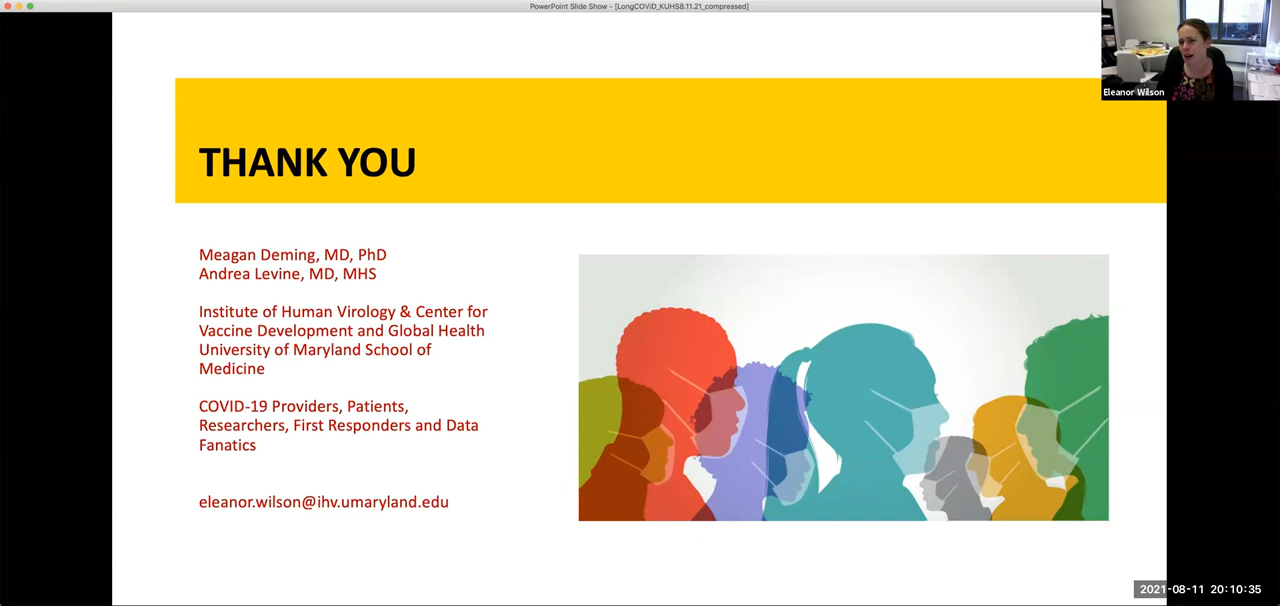 PowerPoint Slide Show - [LongCOVID_KUHS8.11.21_compressed]
Eleanor Wilson
THANK YOU
Meagan Deming, MD, PhD
Andrea Levine, MD, MHS
Institute of Human Virology & Center for
Vaccine Development and Global Health
University of Maryland School of
Medicine
COVID-19 Providers, Patients,
Researchers, First Responders and Data
Fanatics
eleanor.wilson@ihv.umaryland.edu
2021-08-11 20:10:35